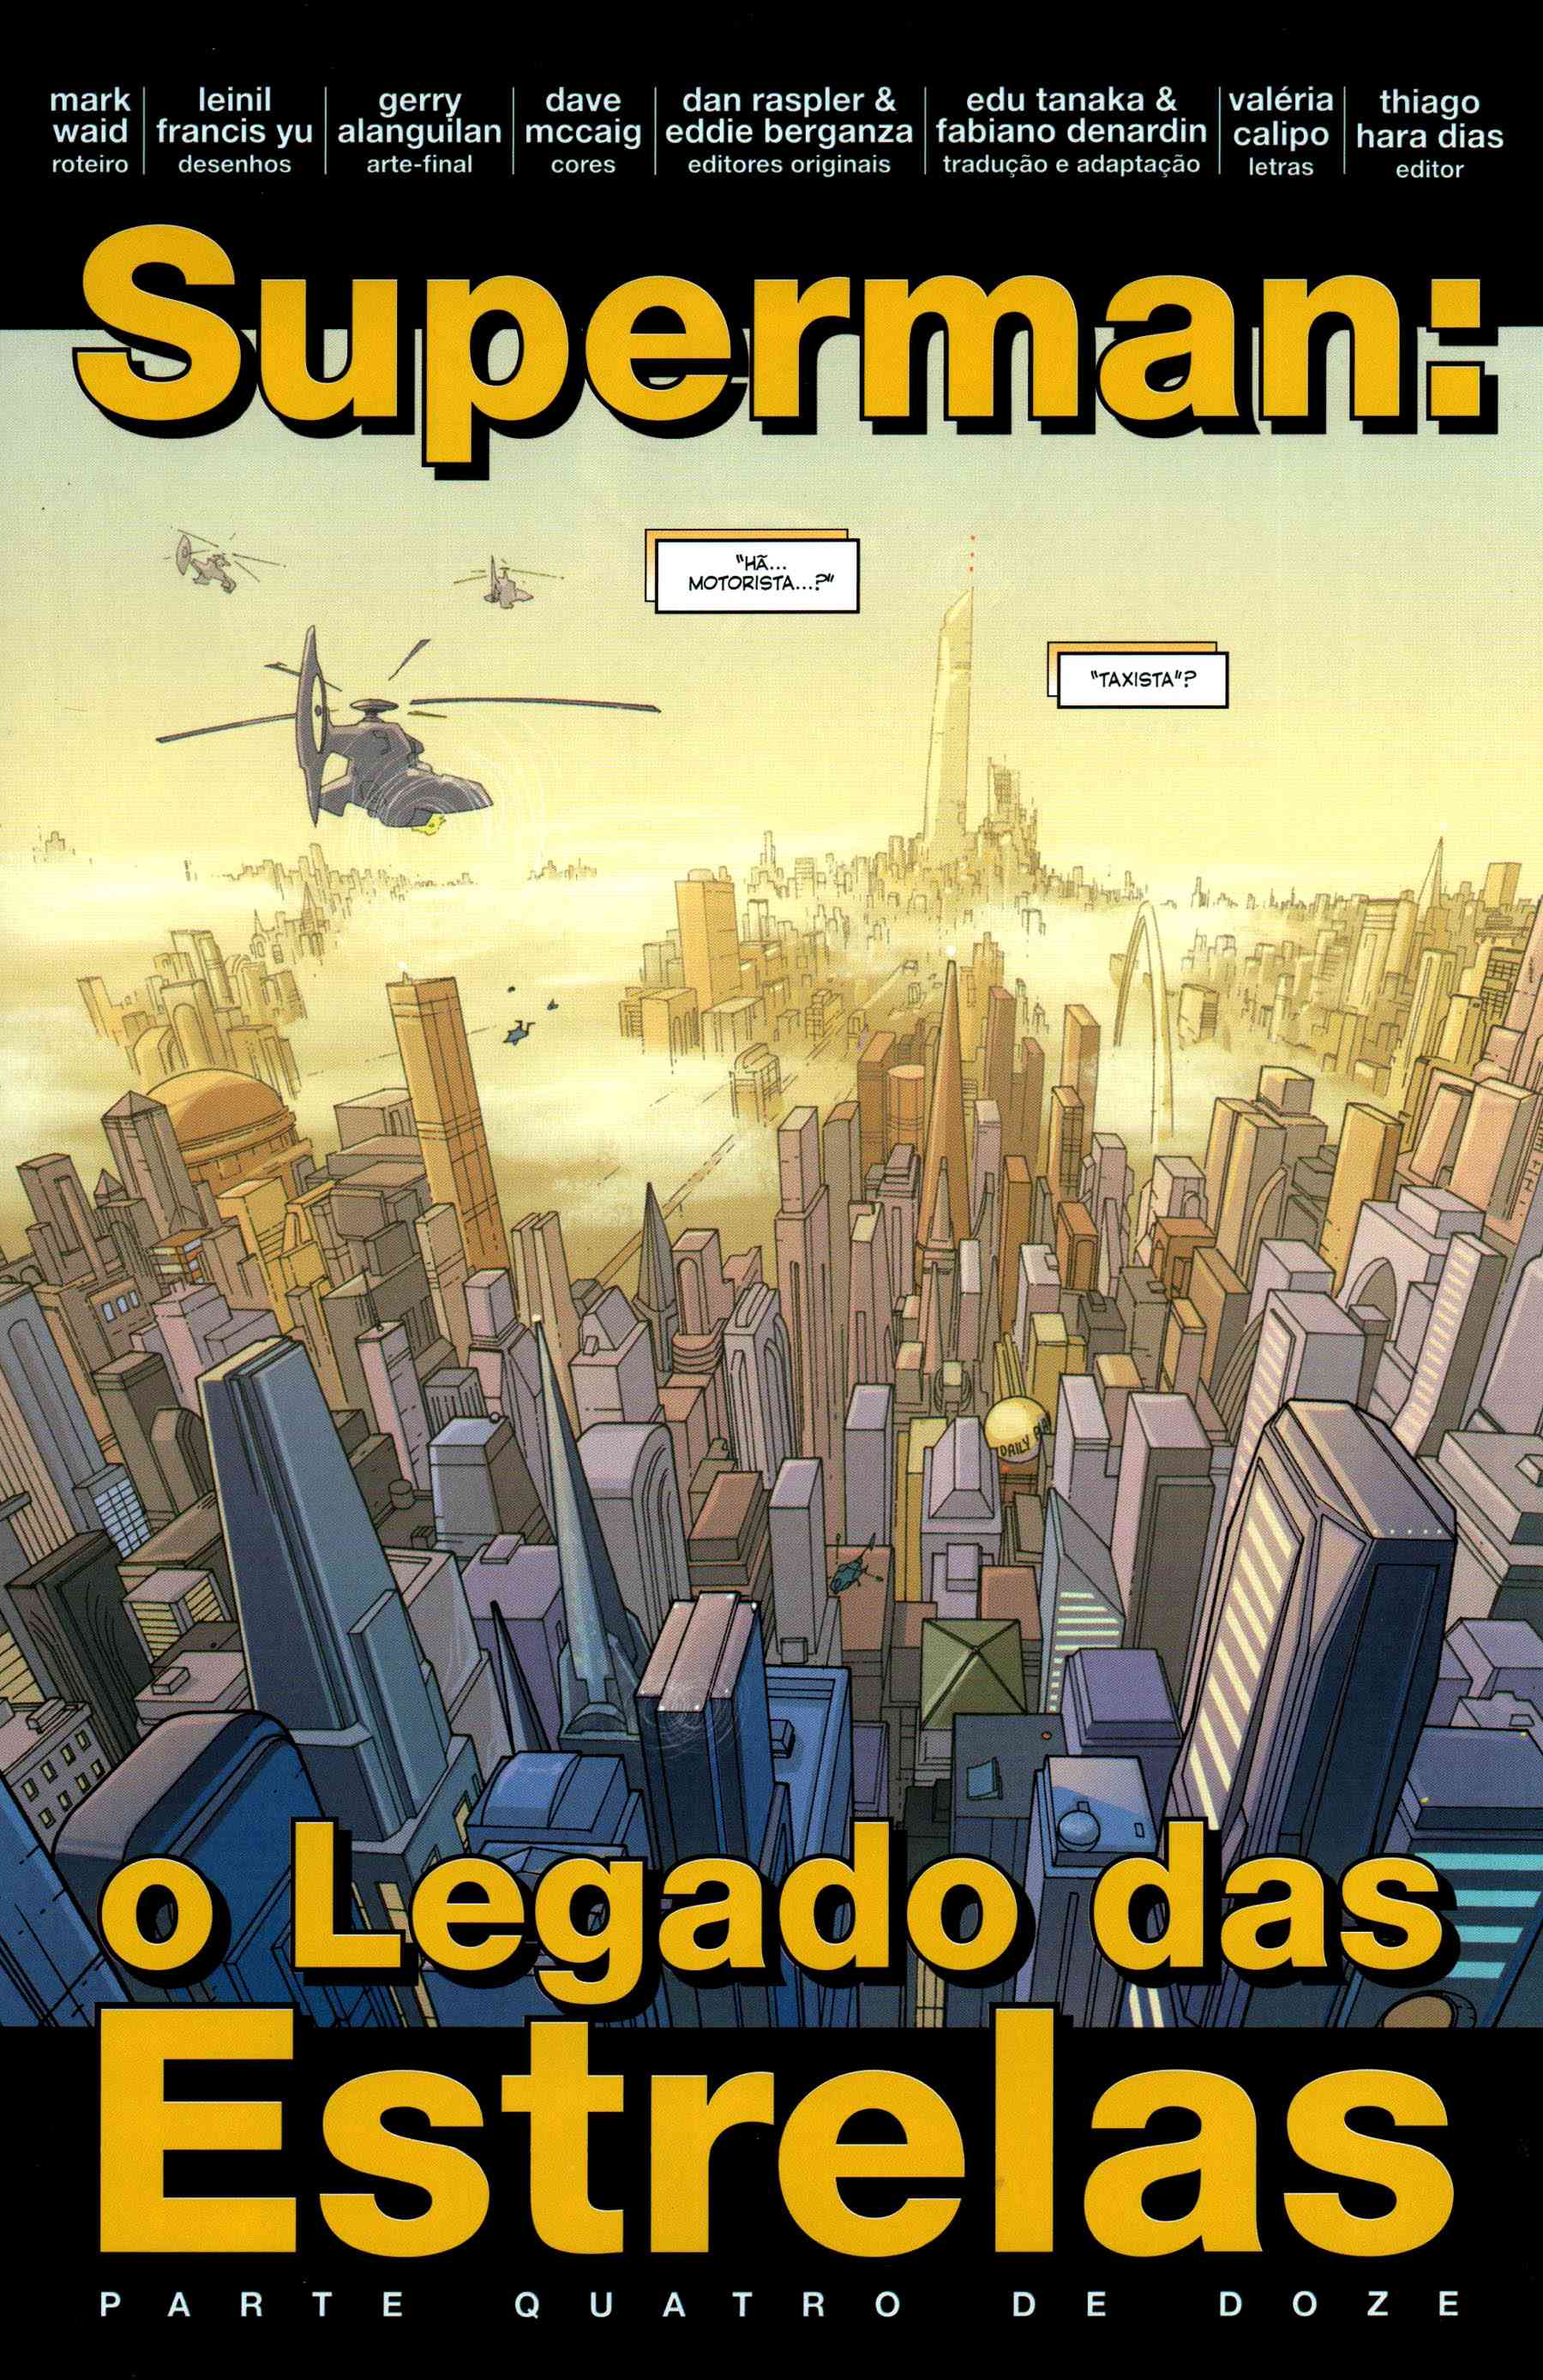 mark
waid
roteiro
leinil
francis yu
desenhos
gerry
alanguilan
arte-final
dave
mccaig
cores
dan raspler &
eddie berganza
editores originais
edu tanaka &
fabiano denardin
tradução e adaptação
valéria
calipo
letras
thiago
hara dias
editor
Superman:
"HÃ...
MOTORISTA...?"
"TAXISTA"?
DAILY
o Legado das
Estrelas
PARTE QUATRO DE DOZE